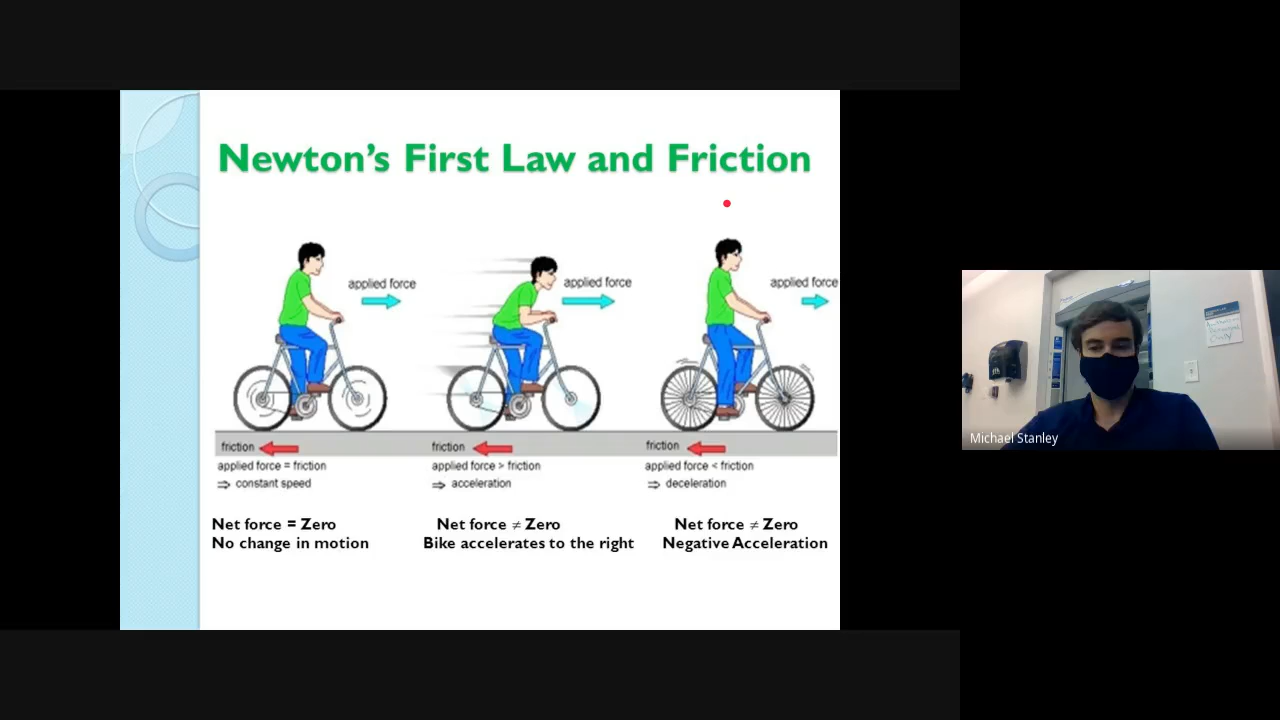 Newton's First Law and Friction
applied force
applied force
applied force
friction
friction
friction
applied force = friction
⇒ constant speed
applied force > friction
⇒ acceleration
applied force < friction
⇒ deceleration
Net force = Zero
No change in motion
Net force ≠ Zero
Bike accelerates to the right
Net force ≠ Zero
Negative Acceleration
Michael Stanley